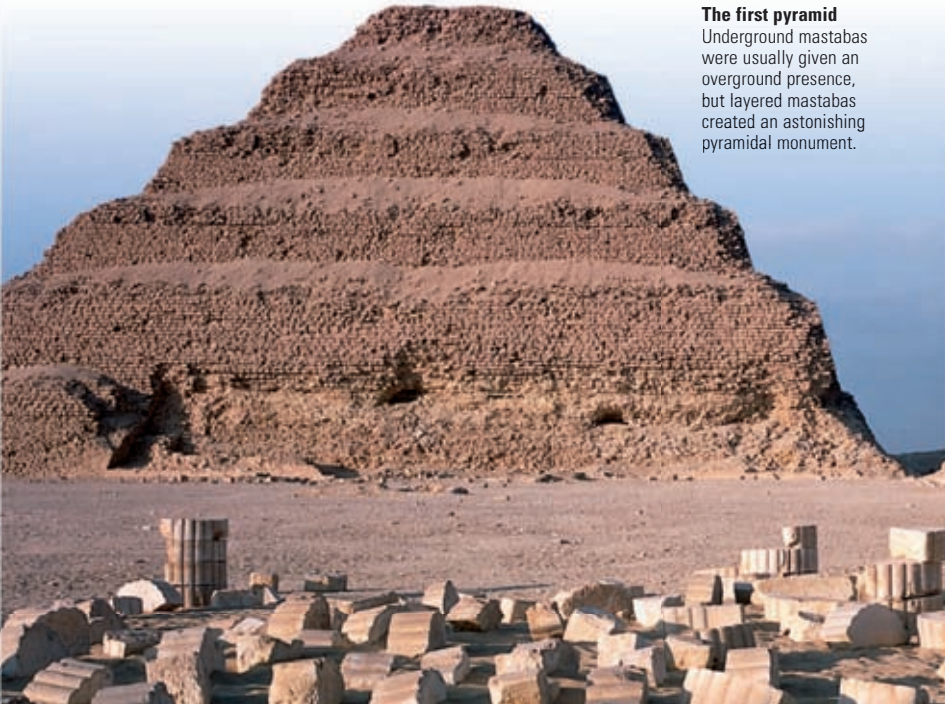 The first pyramid
Underground mastabas
were usually given an
overground presence,
but layered mastabas
created an astonishing
pyramidal monument.